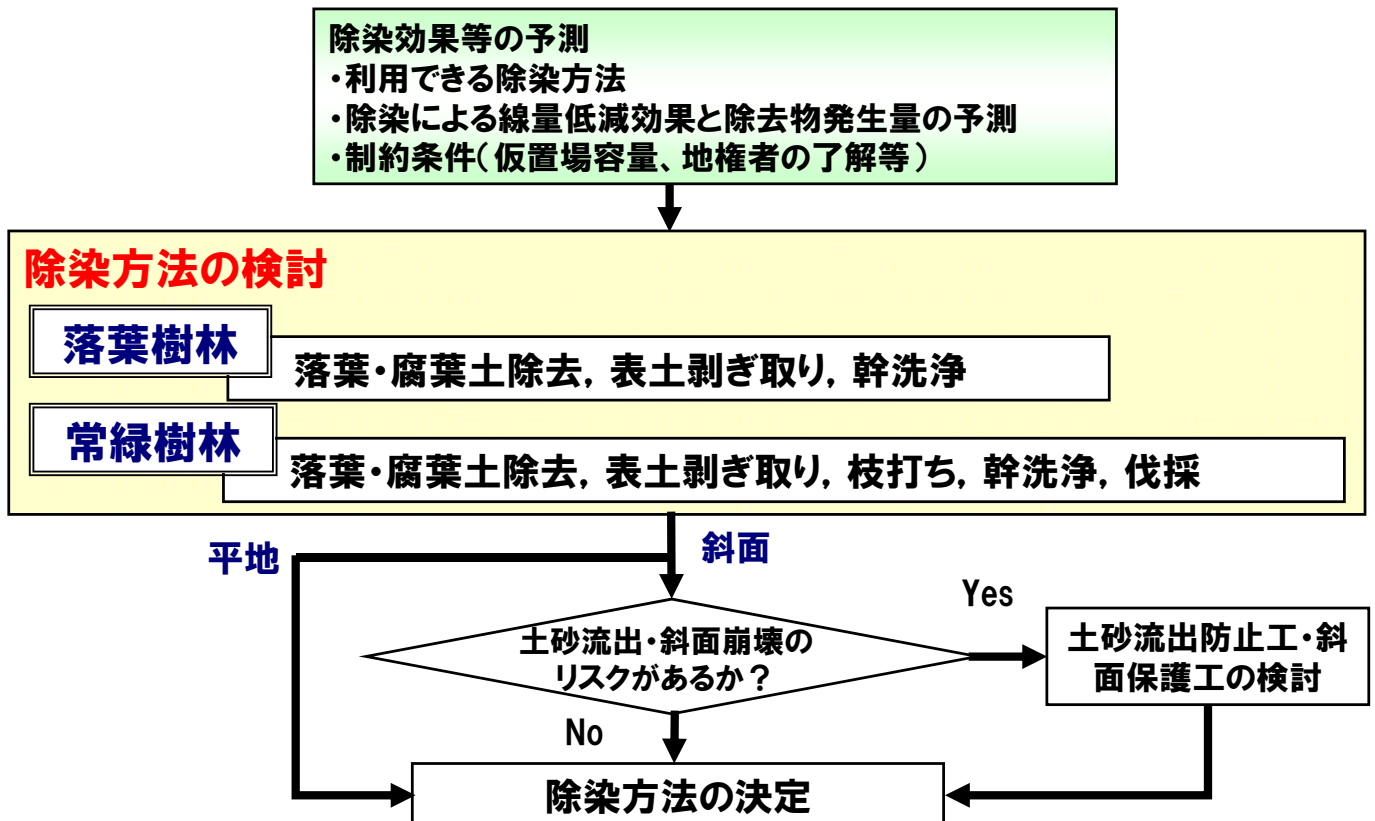 除染効果等の予測
・利用できる除染方法
・除染による線量低減効果と除去物発生量の予測
・制約条件(仮置場容量、地権者の了解等)
除染方法の検討
落葉樹林
落葉・腐葉土除去, 表土剥ぎ取り, 幹洗浄
常緑樹林
落葉・腐葉土除去, 表土剥ぎ取り, 枝打ち, 幹洗浄, 伐採
平地
斜面
土砂流出・斜面崩壊の
リスクがあるか?
Yes
土砂流出防止工・斜
面保護工の検討
No
除染方法の決定